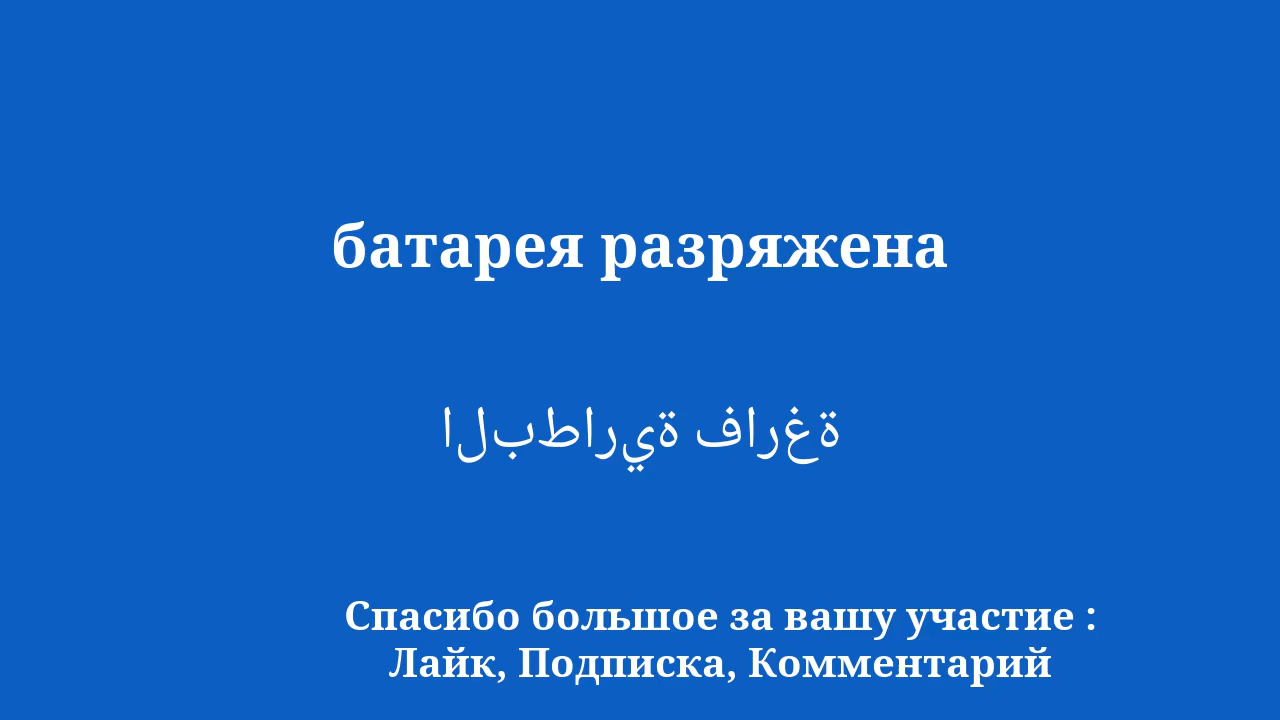 батарея разряжена
البطارية فارغة
Спасибо большое за вашу участие :
Лайк, Подписка, Комментарий